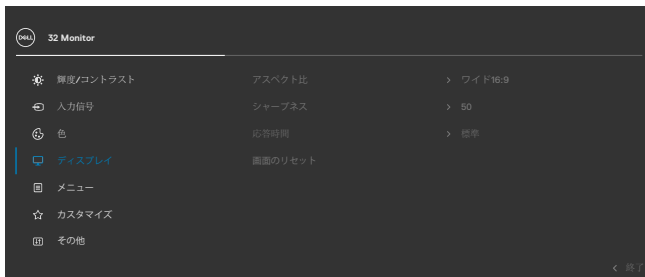 DELL
32 Monitor
輝度/コントラスト アスペクト比 > ワイド16:9
入力信号 シャープネス > 50
色 応答時間 > 標準
ディスプレイ 画面のリセット
メニュー
カスタマイズ
その他
< 終了